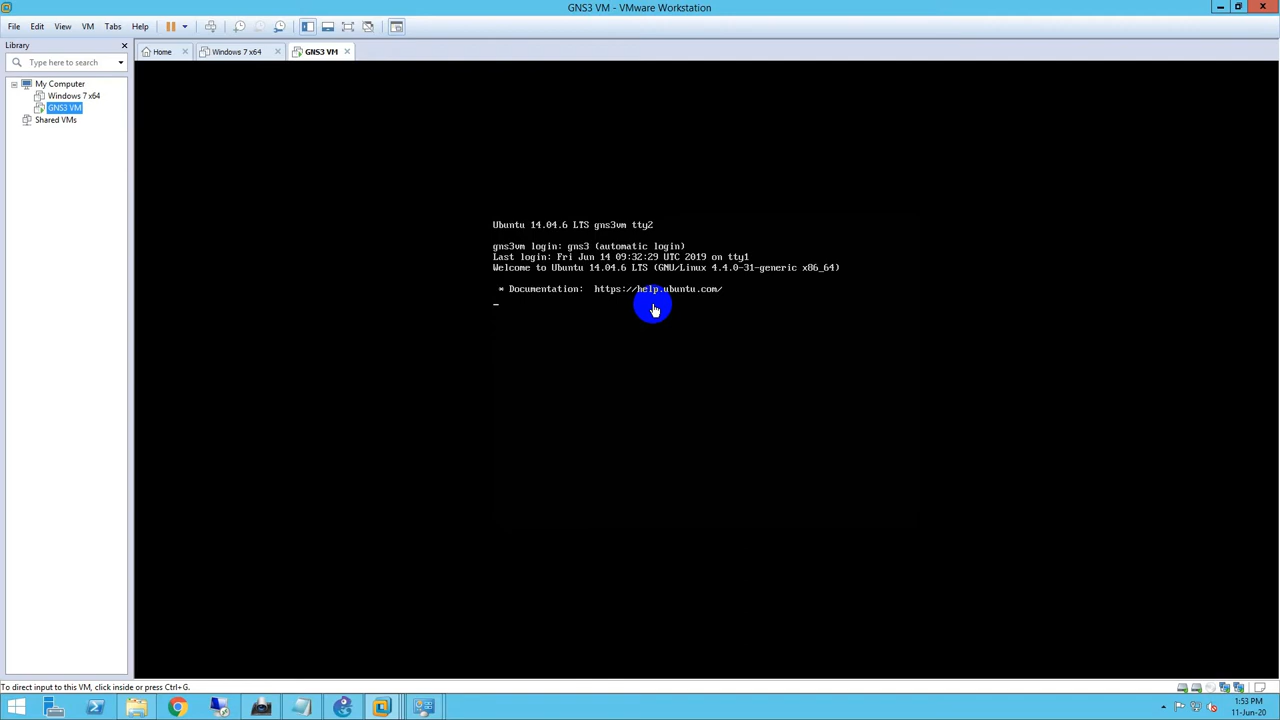 GNS3 VM - VMware Workstation
File Edit View VM Tabs Help
Library
Home Windows 7 x64 GNS3 VM
Type here to search
My Computer
Windows 7 x64
GNS3 VM
Shared VMs
Ubuntu 14.04.6 LTS gns3vm tty2
gns3vm login: gns3 (automatic login)
Last login: Fri Jun 14 09:32:29 UTC 2019 on tty1
Welcome to Ubuntu 14.04.6 LTS (GNU/Linux 4.4.0-31-generic x86_64)
* Documentation: https://help.ubuntu.com/
To direct input to this VM, click inside or press Ctrl+G.
1:53 PM
11-Jun-20